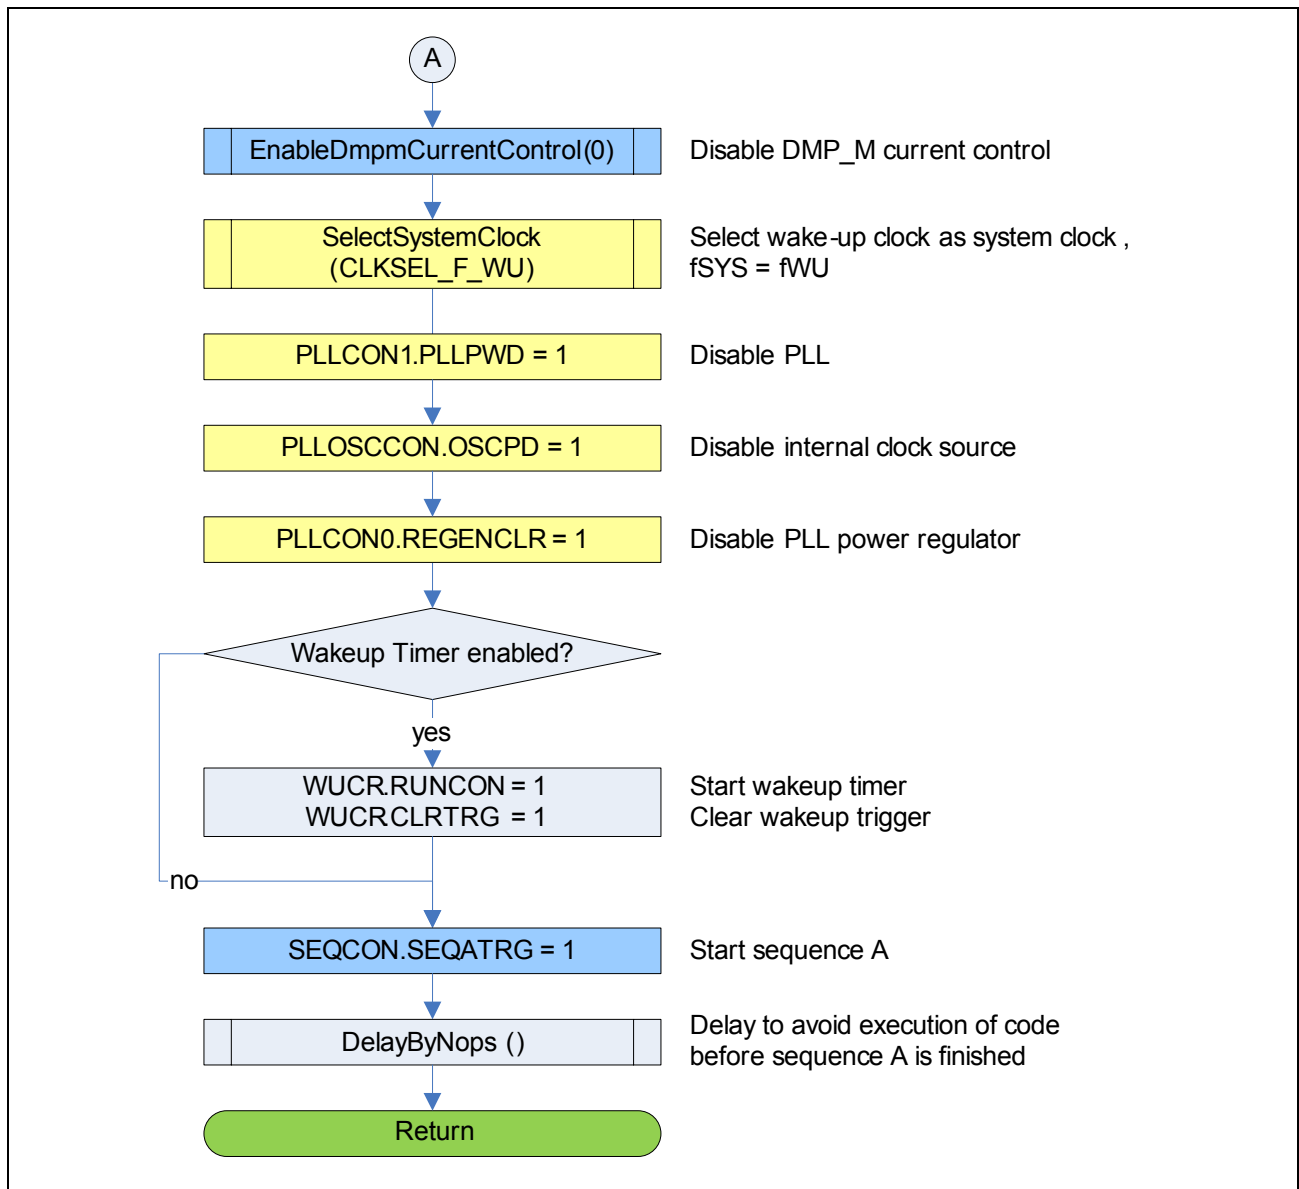 A
EnableDmpmCurrentControl(0)
Disable DMP_M current control
SelectSystemClock
(CLKSEL_F_WU)
Select wake-up clock as system clock ,
fSYS = fWU
PLLCON1.PLLPWD = 1
Disable PLL
PLLOSCCON.OSCPD = 1
Disable internal clock source
PLLCON0.REGENCLR = 1
Disable PLL power regulator
Wakeup Timer enabled?
yes
WUCR.RUNCON = 1
WUCR.CLRTRG = 1
Start wakeup timer
Clear wakeup trigger
no
SEQCON.SEQATRG = 1
Start sequence A
DelayByNops ()
Delay to avoid execution of code
before sequence A is finished
Return